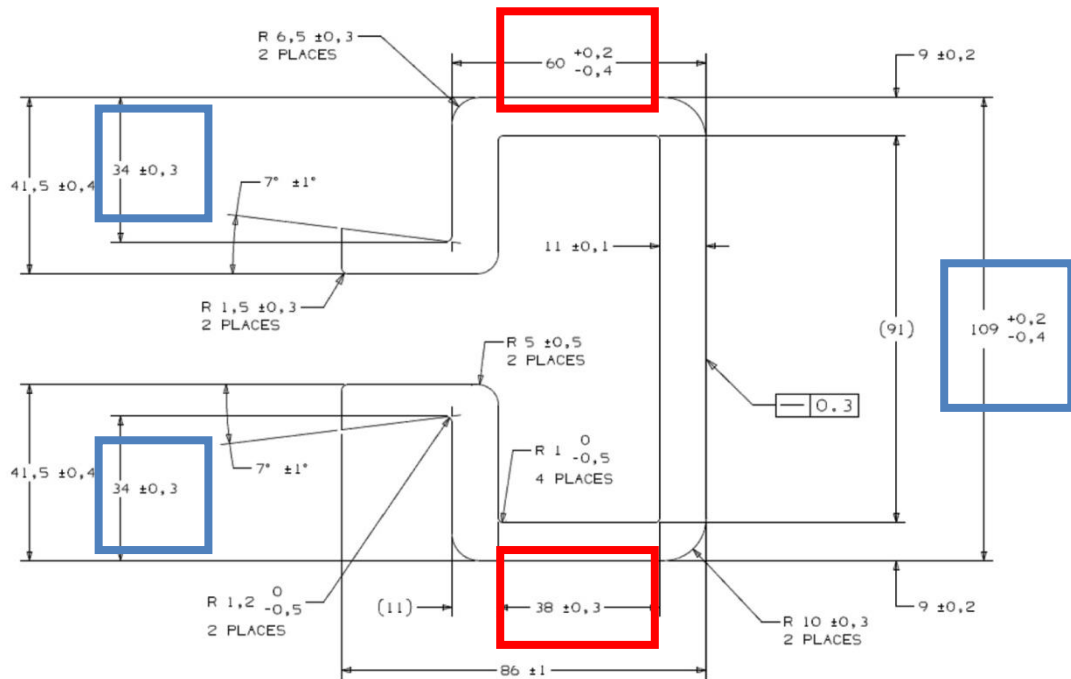 R 6,5 ±0,3
2 PLACES
60 +0,2
-0,4
9 ±0,2
34 ±0,3
41,5 ±0,4
7° ±1°
11 ±0,1
R 1,5 ±0,3
2 PLACES
(91)
109 +0,2
-0,4
R 5 ±0,5
2 PLACES
0.3
R 1 0
-0,5
4 PLACES
41,5 ±0,4
7° ±1°
34 ±0,3
R 1,2 0
-0,5
2 PLACES
(11)
38 ±0,3
9 ±0,2
R 10 ±0,3
2 PLACES
86 ±1